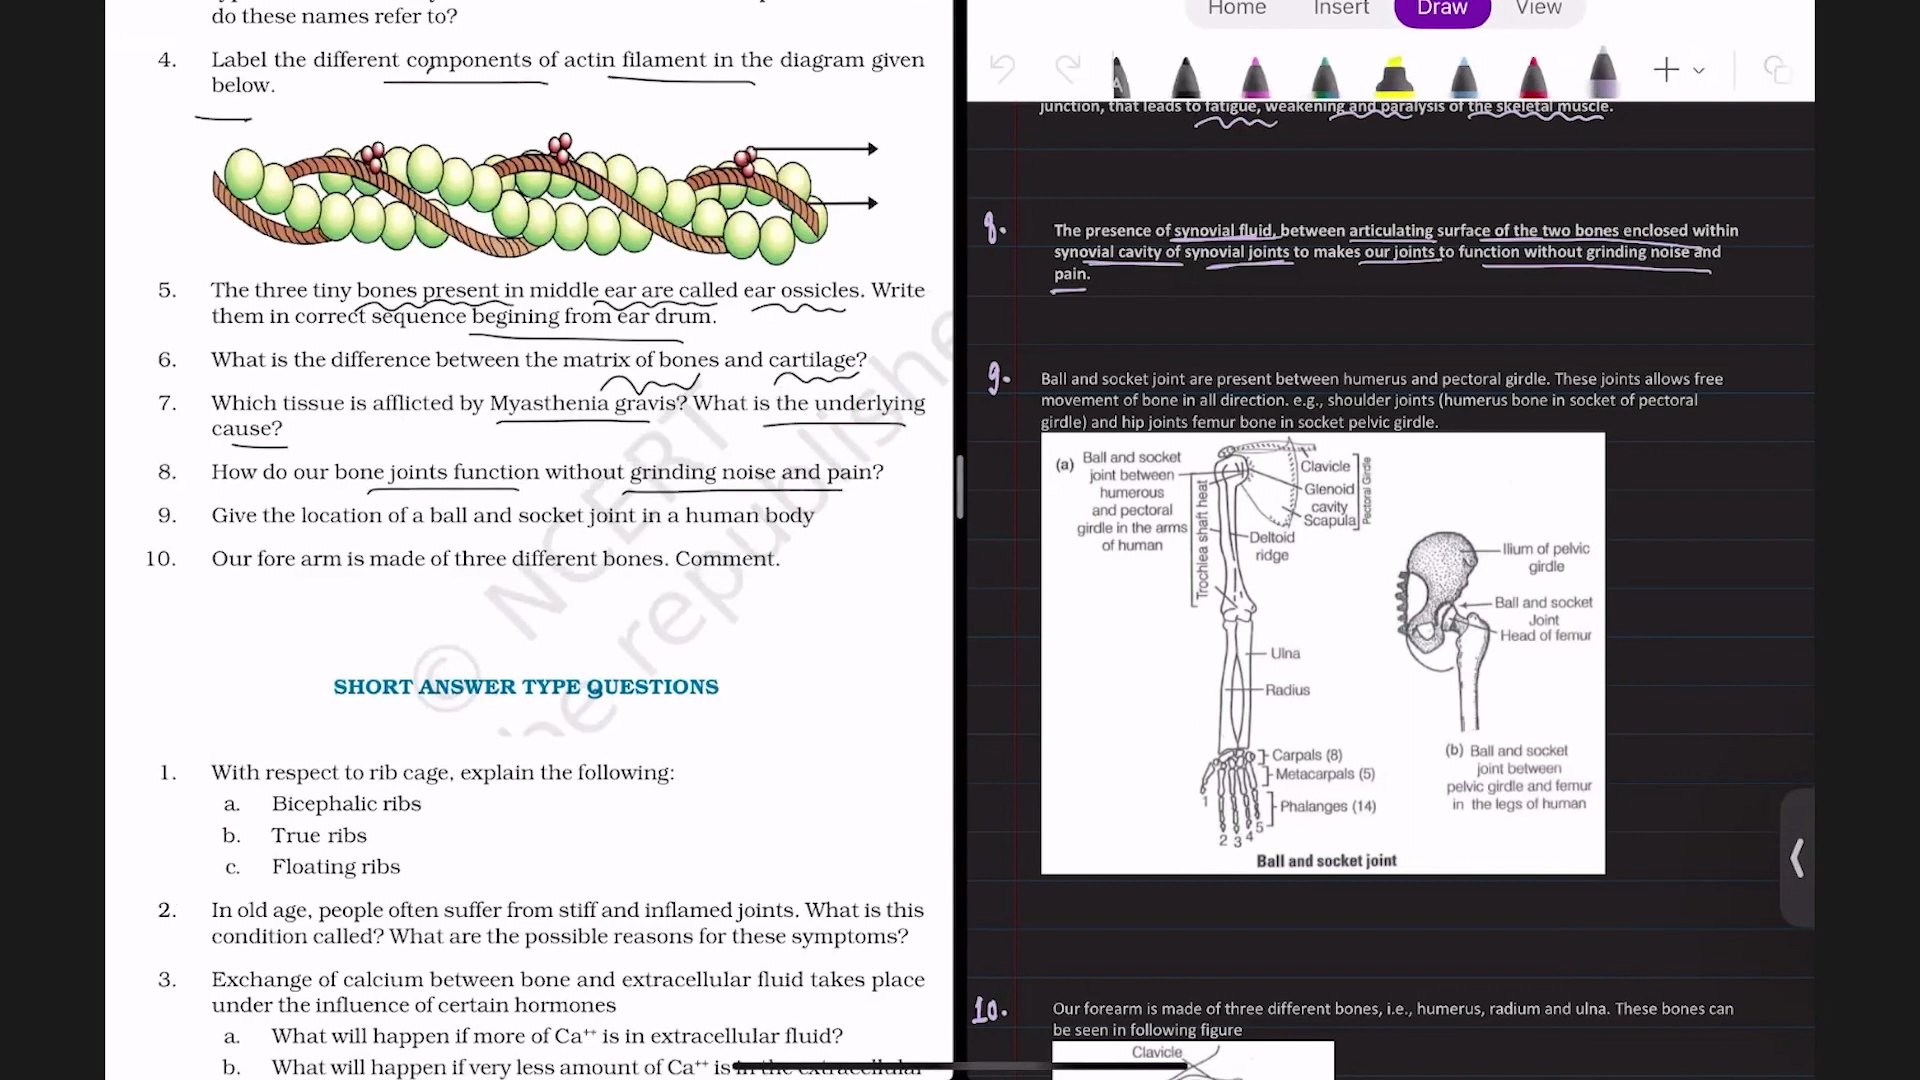 do these names refer to?
4. Label the different components of actin filament in the diagram given
below.
5. The three tiny bones present in middle ear are called ear ossicles. Write
them in correct sequence begining from ear drum.
6. What is the difference between the matrix of bones and cartilage?
7. Which tissue is afflicted by Myasthenia gravis? What is the underlying
cause?
8. How do our bone joints function without grinding noise and pain?
9. Give the location of a ball and socket joint in a human body
10. Our fore arm is made of three different bones. Comment.
© NCERT
be republished
SHORT ANSWER TYPE QUESTIONS
1. With respect to rib cage, explain the following:
a. Bicephalic ribs
b. True ribs
c. Floating ribs
2. In old age, people often suffer from stiff and inflamed joints. What is this
condition called? What are the possible reasons for these symptoms?
3. Exchange of calcium between bone and extracellular fluid takes place
under the influence of certain hormones
a. What will happen if more of Ca⁺⁺ is in extracellular fluid?
b. What will happen if very less amount of Ca⁺⁺ is in the extracellular
Home Insert Draw View
junction, that leads to fatigue, weakening and paralysis of the skeletal muscle.
8. The presence of synovial fluid, between articulating surface of the two bones enclosed within
synovial cavity of synovial joints to makes our joints to function without grinding noise and
pain.
9. Ball and socket joint are present between humerus and pectoral girdle. These joints allows free
movement of bone in all direction. e.g., shoulder joints (humerus bone in socket of pectoral
girdle) and hip joints femur bone in socket pelvic girdle.
(a) Ball and socket
joint between
humerous
and pectoral
girdle in the arms
of human
Trochlea shaft heat
Clavicle
Glenoid
cavity
Scapula
Pectoral Girdle
Deltoid
ridge
Ulna
Radius
Carpals (8)
Metacarpals (5)
Phalanges (14)
1
2 3 4 5
Ilium of pelvic
girdle
Ball and socket
Joint
Head of femur
(b) Ball and socket
joint between
pelvic girdle and femur
in the legs of human
Ball and socket joint
10. Our forearm is made of three different bones, i.e., humerus, radium and ulna. These bones can
be seen in following figure
Clavicle